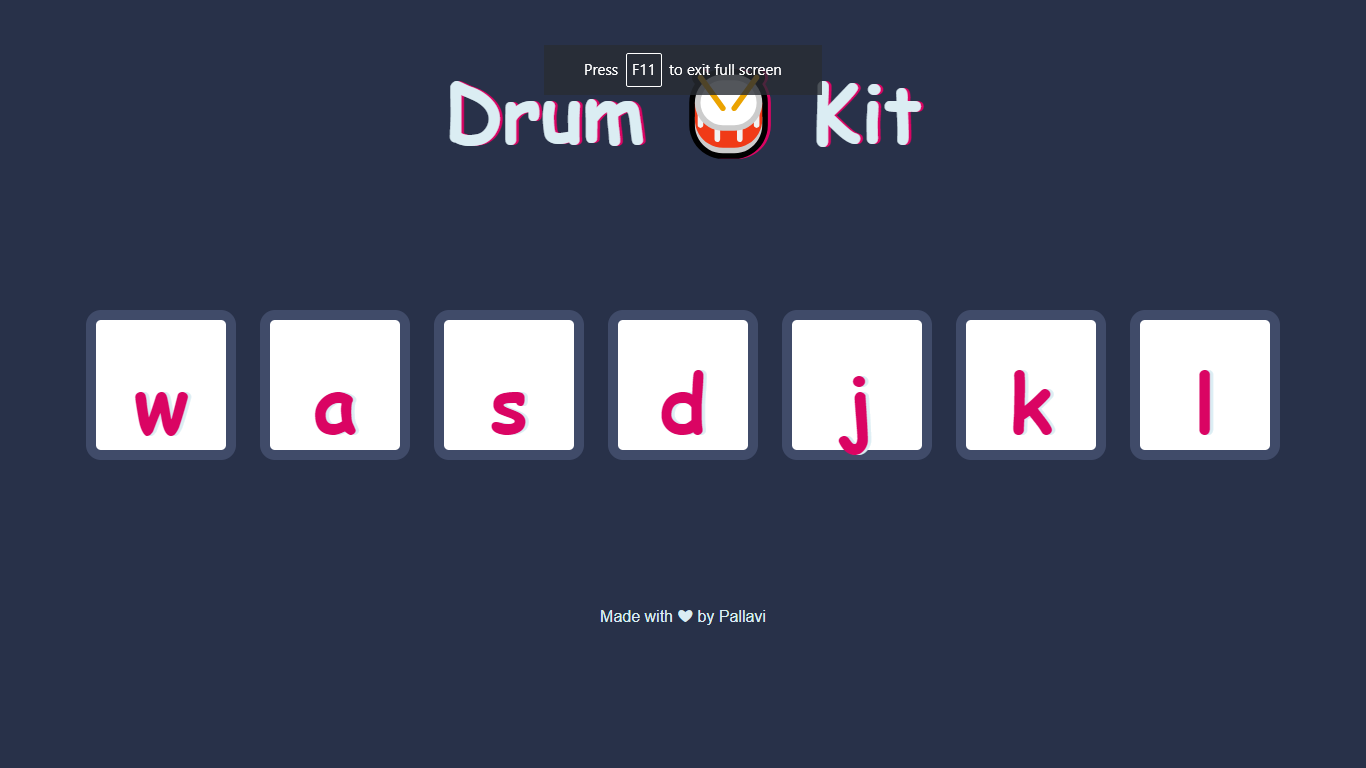 Press F11 to exit full screen
Drum 🥁 Kit
w a s d j k l
Made with ♥ by Pallavi